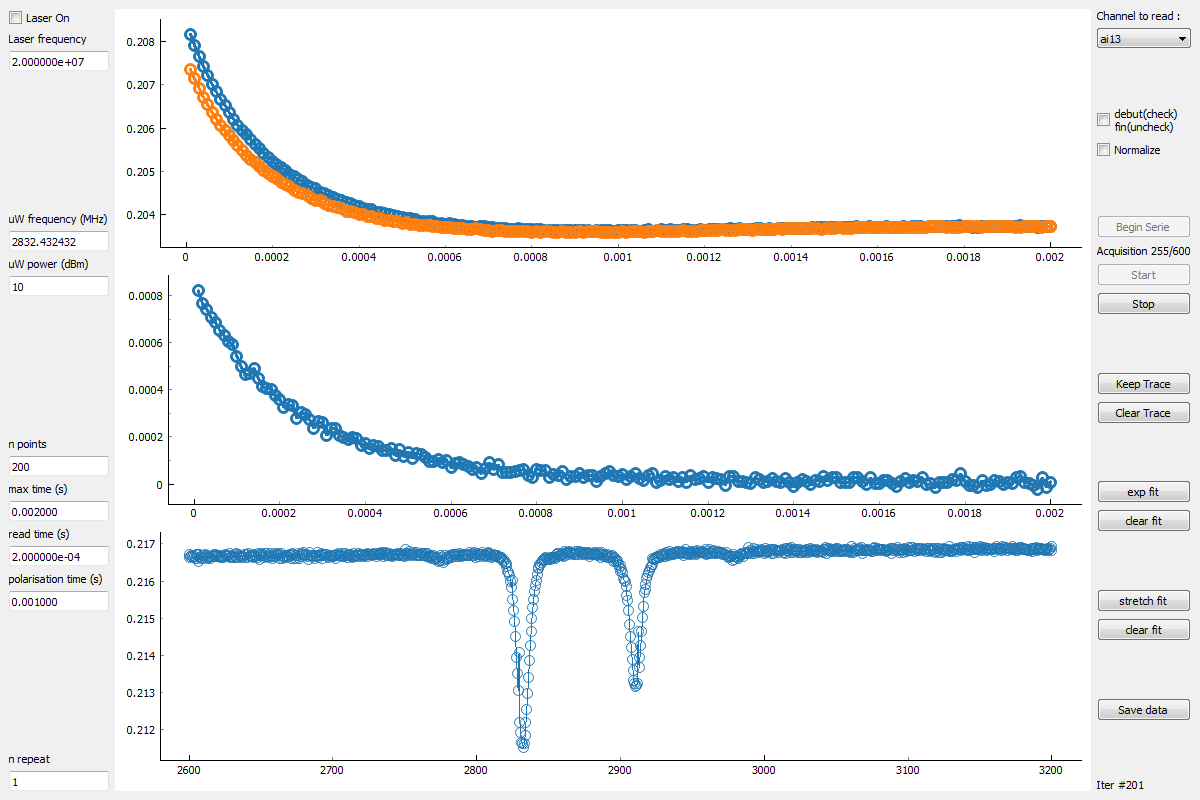 Laser On
Laser frequency
2.000000e+07
uW frequency (MHz)
2832.432432
uW power (dBm)
10
n points
200
max time (s)
0.002000
read time (s)
2.000000e-04
polarisation time (s)
0.001000
n repeat
1
0.208
0.207
0.206
0.205
0.204
0 0.0002 0.0004 0.0006 0.0008 0.001 0.0012 0.0014 0.0016 0.0018 0.002
0.0008
0.0006
0.0004
0.0002
0
0 0.0002 0.0004 0.0006 0.0008 0.001 0.0012 0.0014 0.0016 0.0018 0.002
0.217
0.216
0.215
0.214
0.213
0.212
2600 2700 2800 2900 3000 3100 3200
Channel to read :
ai13
debut(check)
fin(uncheck)
Normalize
Begin Serie
Acquisition 255/600
Start
Stop
Keep Trace
Clear Trace
exp fit
clear fit
stretch fit
clear fit
Save data
Iter #201